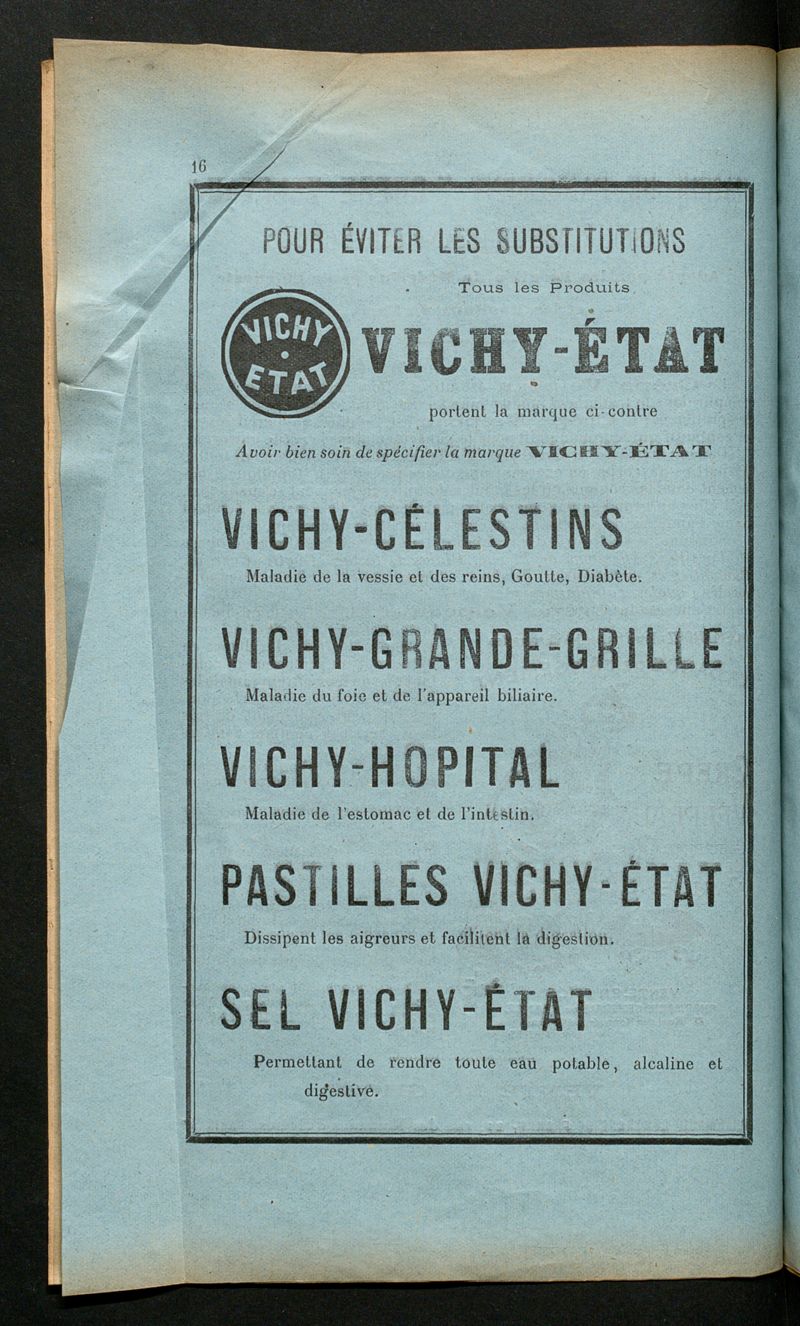 16
POUR ÉVITER LES SUBSTITUTIONS
Tous les Produits
VICHY
ETAT
VICHY-ÉTAT
portent la marque ci-contre
Avoir bien soin de spécifier la marque VICHY-ÉTAT
VICHY-CÉLESTINS
Maladie de la vessie et des reins, Goutte, Diabète.
VICHY-GRANDE-GRILLE
Maladie du foie et de l'appareil biliaire.
VICHY-HOPITAL
Maladie de l'estomac et de l'intestin.
PASTILLES VICHY-ÉTAT
Dissipent les aigreurs et facilitent la digestion.
SEL VICHY-ÉTAT
Permettant de rendre toute eau potable, alcaline et
digestive.